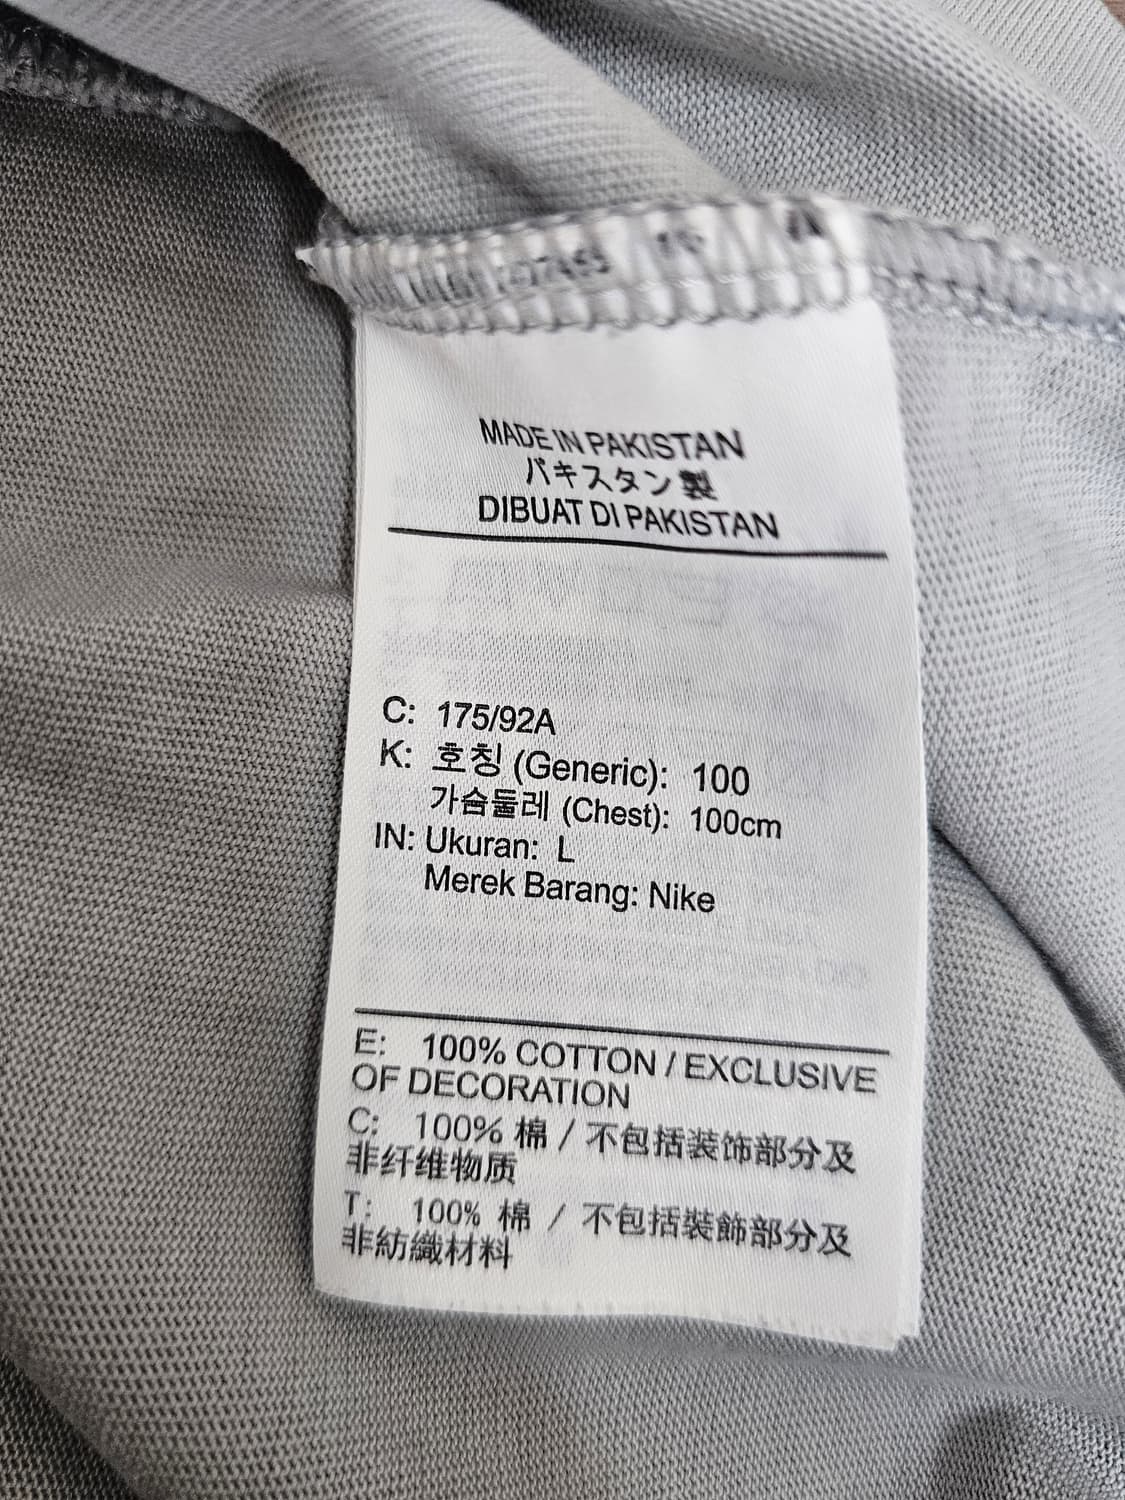 MADE IN PAKISTAN
パキスタン製
DIBUAT DI PAKISTAN
C: 175/92A
K: 호칭 (Generic): 100
가슴둘레 (Chest): 100cm
IN: Ukuran: L
Merek Barang: Nike
E: 100% COTTON / EXCLUSIVE
OF DECORATION
C: 100% 棉 / 不包括装饰部分及
非纤维物质
T: 100% 棉 / 不包括裝飾部分及
非紡織材料